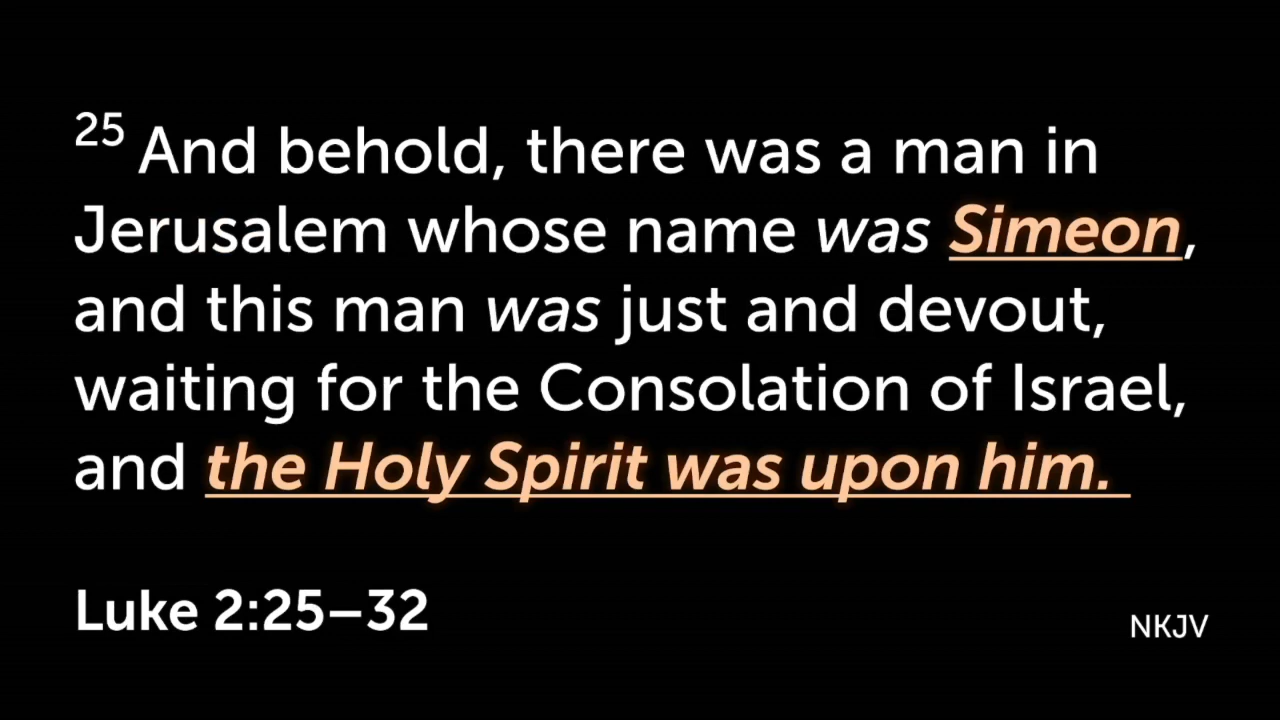 25 And behold, there was a man in
Jerusalem whose name was Simeon,
and this man was just and devout,
waiting for the Consolation of Israel,
and the Holy Spirit was upon him.
Luke 2:25–32
NKJV